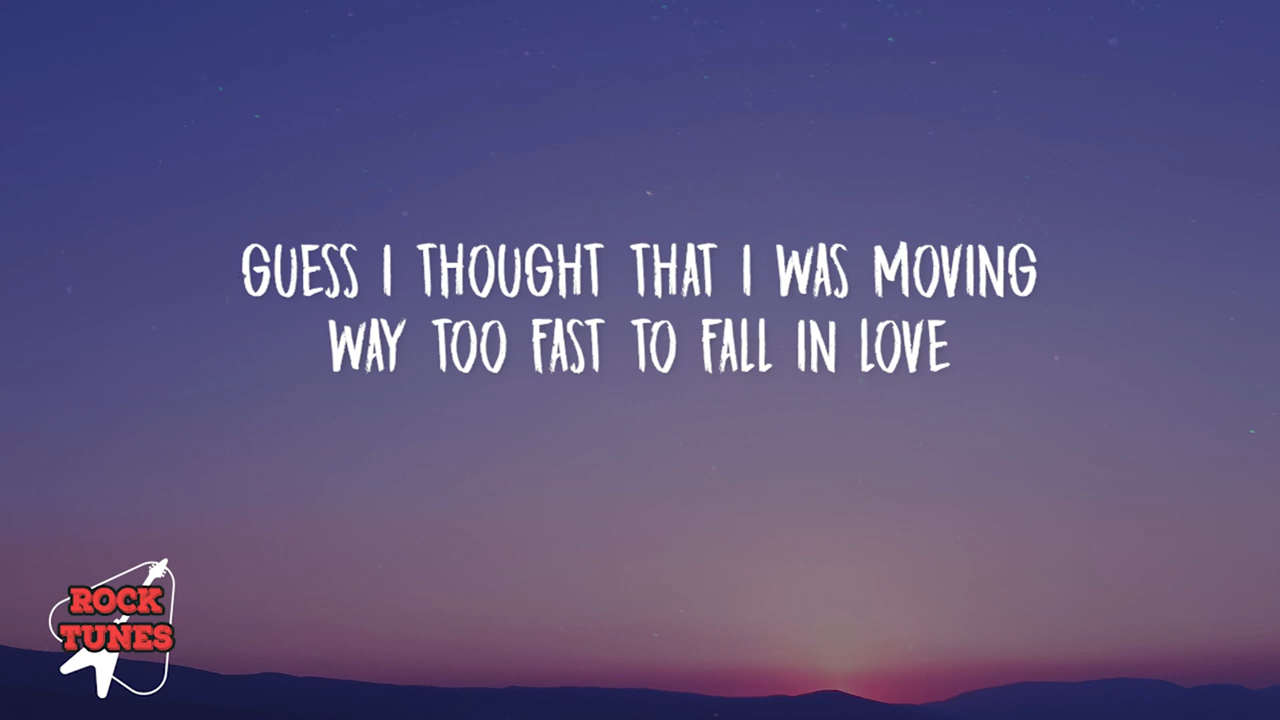 GUESS I THOUGHT THAT I WAS MOVING
WAY TOO FAST TO FALL IN LOVE
ROCK
TUNES